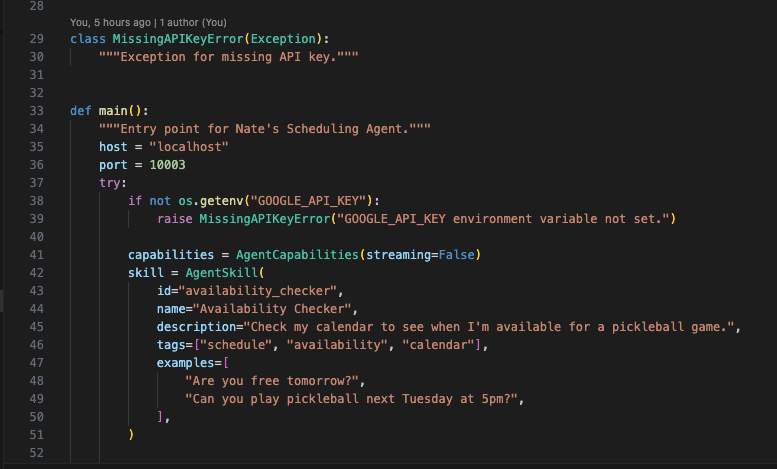 28
You, 5 hours ago | 1 author (You)
29 class MissingAPIKeyError(Exception):
30     """Exception for missing API key."""
31
32
33 def main():
34     """Entry point for Nate's Scheduling Agent."""
35     host = "localhost"
36     port = 10003
37     try:
38         if not os.getenv("GOOGLE_API_KEY"):
39             raise MissingAPIKeyError("GOOGLE_API_KEY environment variable not set.")
40
41         capabilities = AgentCapabilities(streaming=False)
42         skill = AgentSkill(
43             id="availability_checker",
44             name="Availability Checker",
45             description="Check my calendar to see when I'm available for a pickleball game.",
46             tags=["schedule", "availability", "calendar"],
47             examples=[
48                 "Are you free tomorrow?",
49                 "Can you play pickleball next Tuesday at 5pm?",
50             ],
51         )
52